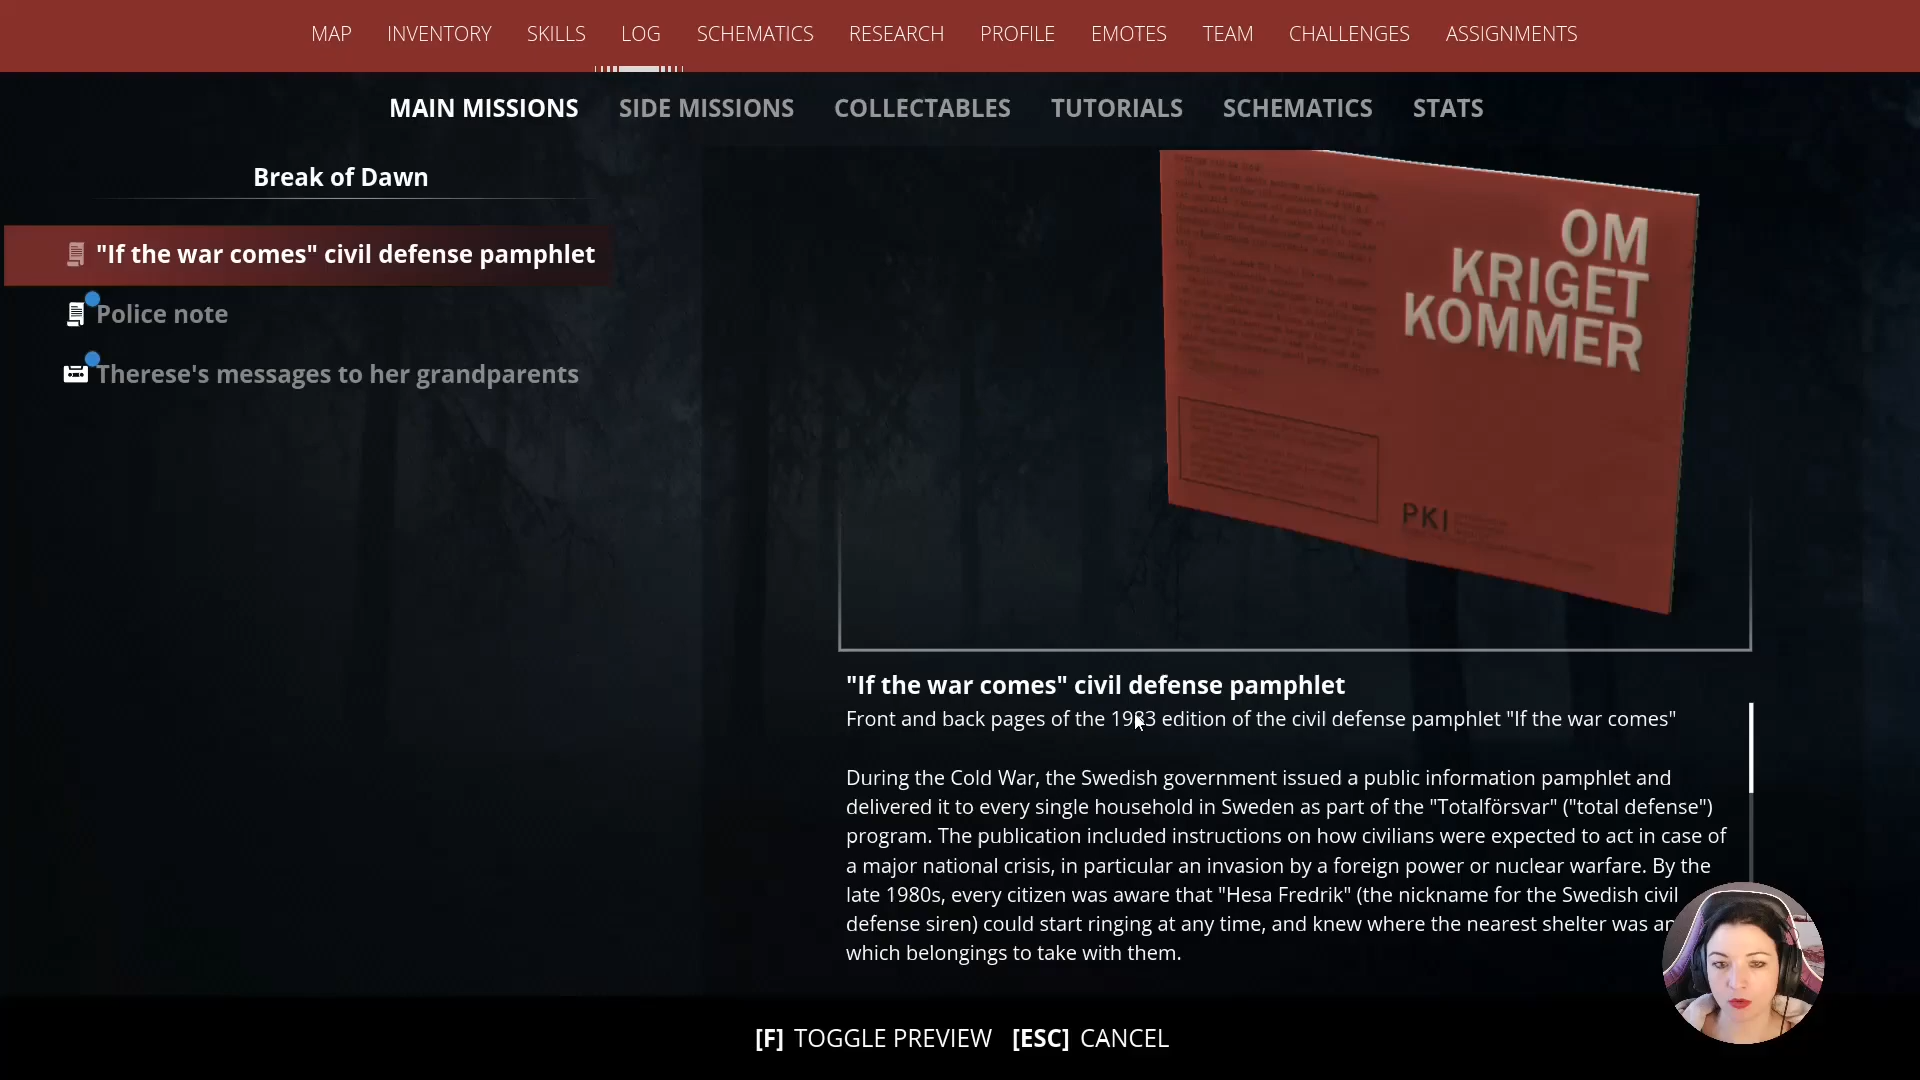 MAP INVENTORY SKILLS LOG SCHEMATICS RESEARCH PROFILE EMOTES TEAM CHALLENGES ASSIGNMENTS
MAIN MISSIONS SIDE MISSIONS COLLECTABLES TUTORIALS SCHEMATICS STATS
Break of Dawn
"If the war comes" civil defense pamphlet
Police note
Therese's messages to her grandparents
OM
KRIGET
KOMMER
PKI
"If the war comes" civil defense pamphlet
Front and back pages of the 1983 edition of the civil defense pamphlet "If the war comes"
During the Cold War, the Swedish government issued a public information pamphlet and
delivered it to every single household in Sweden as part of the "Totalförsvar" ("total defense")
program. The publication included instructions on how civilians were expected to act in case of
a major national crisis, in particular an invasion by a foreign power or nuclear warfare. By the
late 1980s, every citizen was aware that "Hesa Fredrik" (the nickname for the Swedish civil
defense siren) could start ringing at any time, and knew where the nearest shelter was
which belongings to take with them.
[F] TOGGLE PREVIEW [ESC] CANCEL